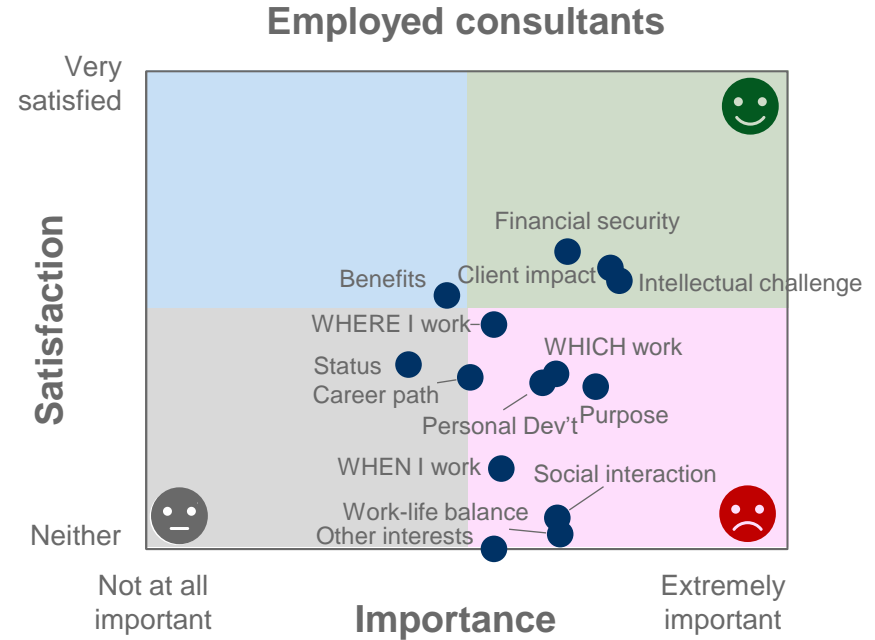 Employed consultants
Very
satisfied
Satisfaction
Financial security
Client impact
Intellectual challenge
Benefits
WHERE I work
WHICH work
Status
Career path
Personal Dev't
Purpose
WHEN I work
Social interaction
Work-life balance
Other interests
Neither
Not at all
important
Importance
Extremely
important